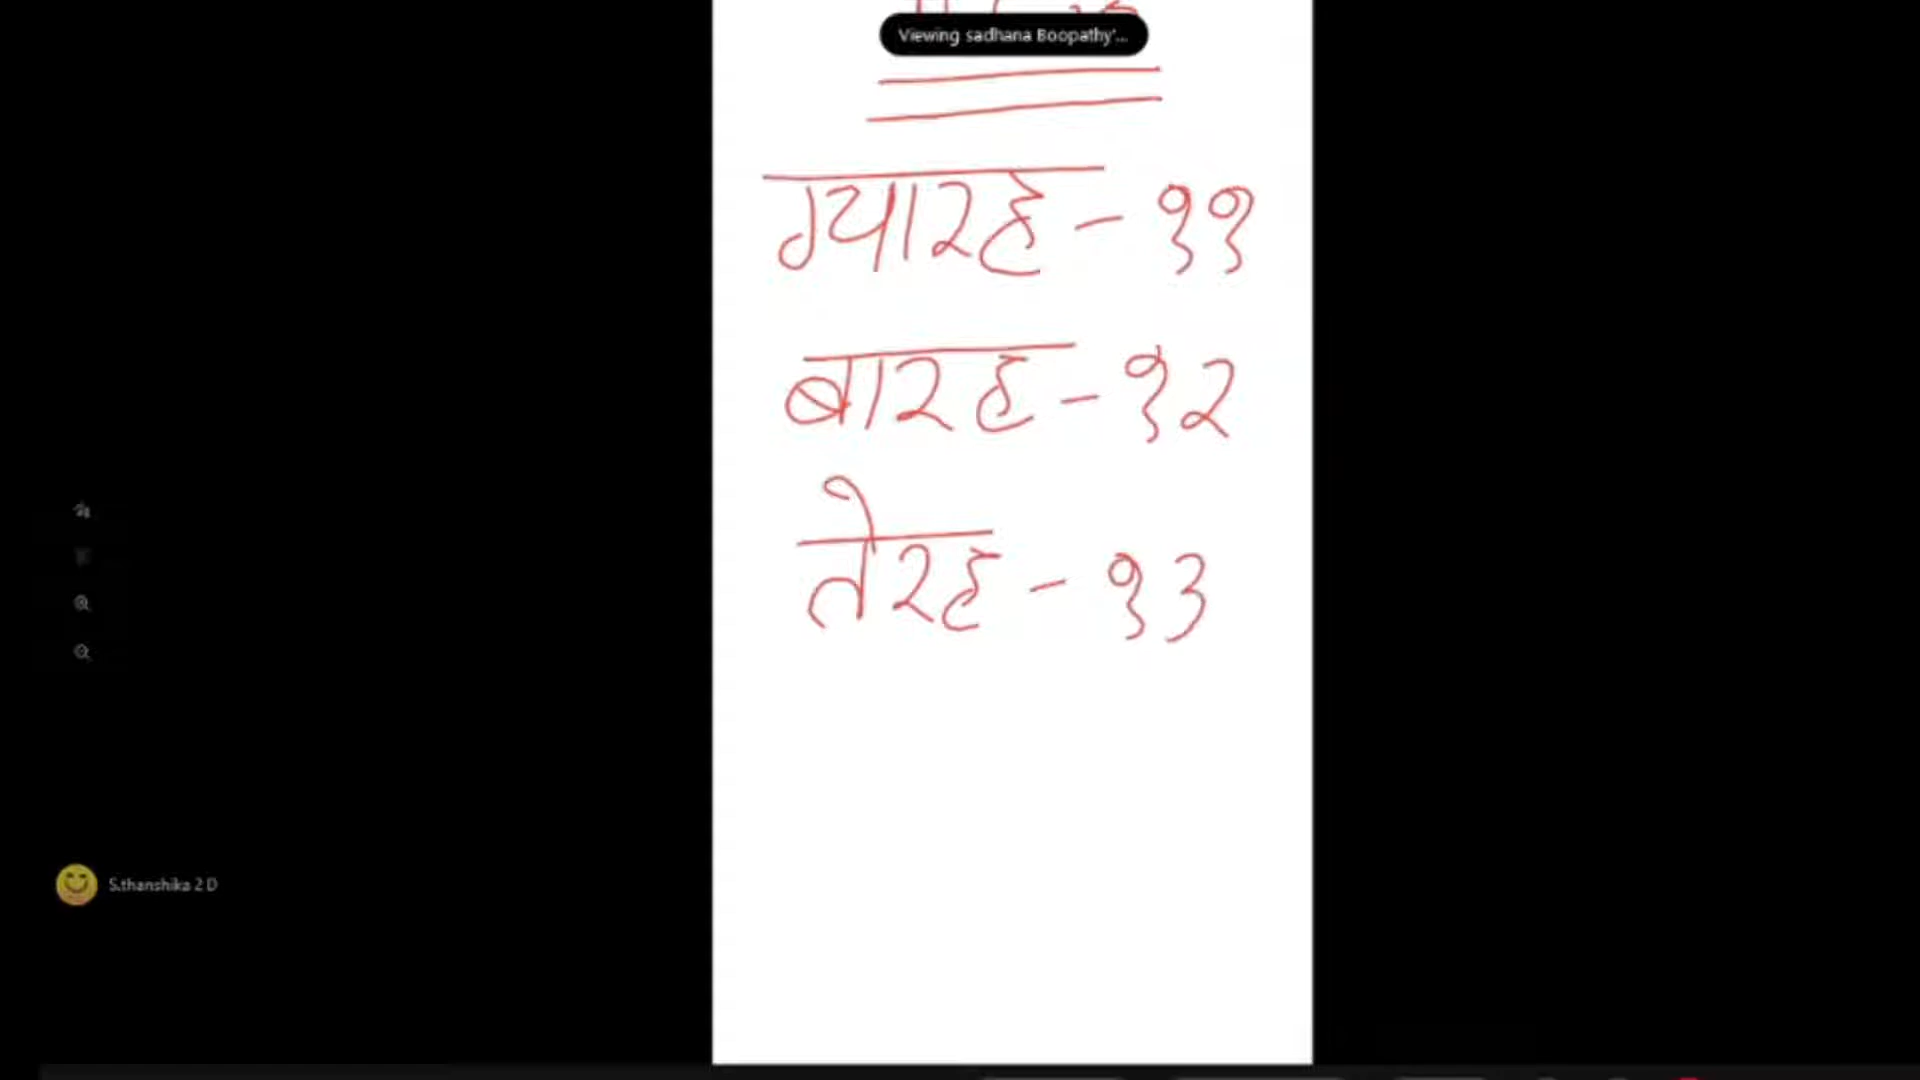 Viewing sadhana Boopathy'...
ग्यारह - ११
बारह - १२
तेरह - १३
S.thanshika 2 D